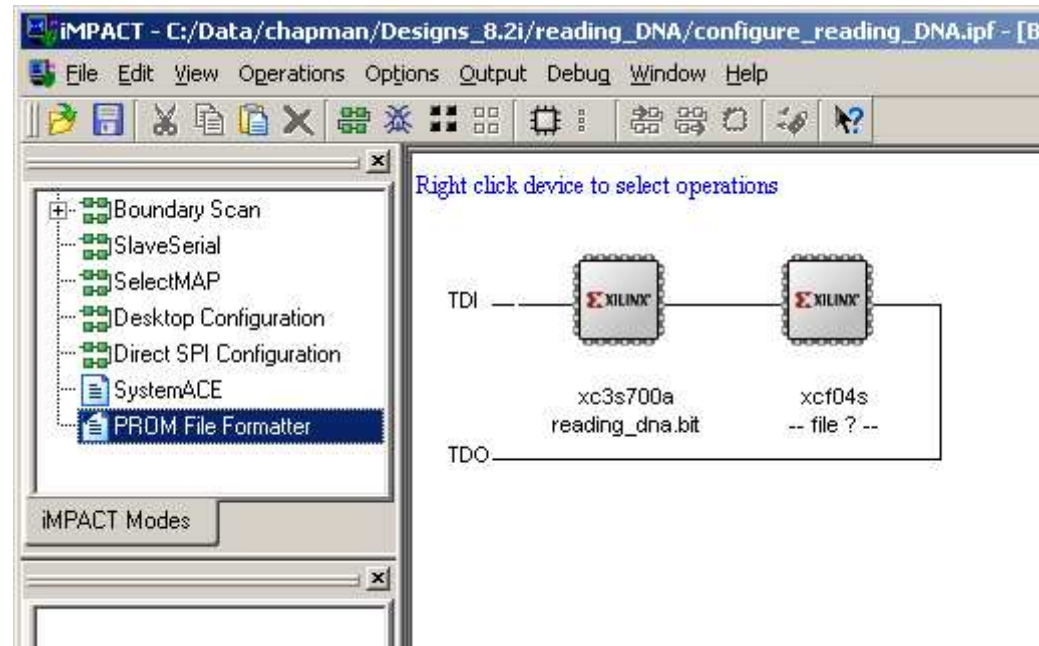 iMPACT - C:/Data/chapman/Designs_8.2i/reading_DNA/configure_reading_DNA.ipf - [B
File Edit View Operations Options Output Debug Window Help
Boundary Scan
SlaveSerial
SelectMAP
Desktop Configuration
Direct SPI Configuration
SystemACE
PROM File Formatter
iMPACT Modes
Right click device to select operations
TDI
XILINX
XILINX
xc3s700a
xcf04s
reading_dna.bit
-- file ? --
TDO